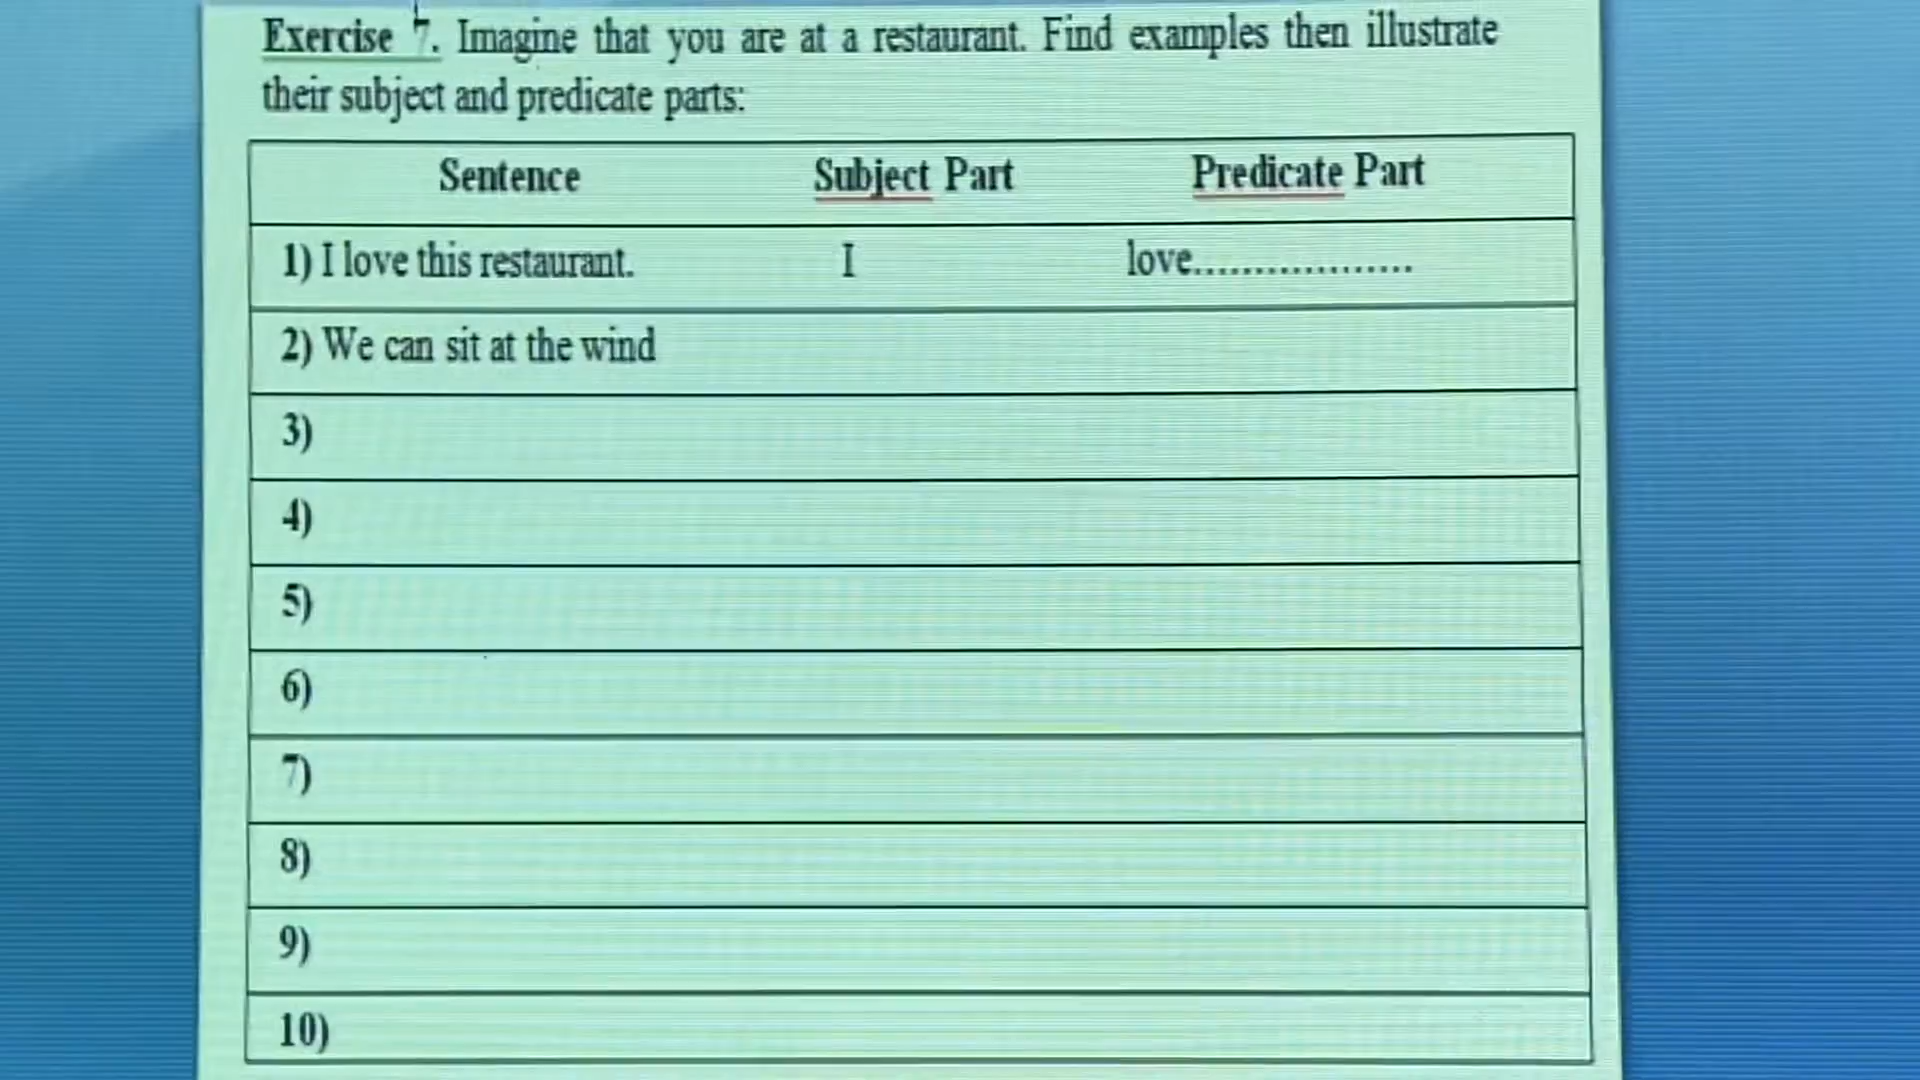 Exercise 7. Imagine that you are at a restaurant. Find examples then illustrate
their subject and predicate parts:
Sentence Subject Part Predicate Part
1) I love this restaurant. I love..................
2) We can sit at the wind
3)
4)
5)
6)
7)
8)
9)
10)